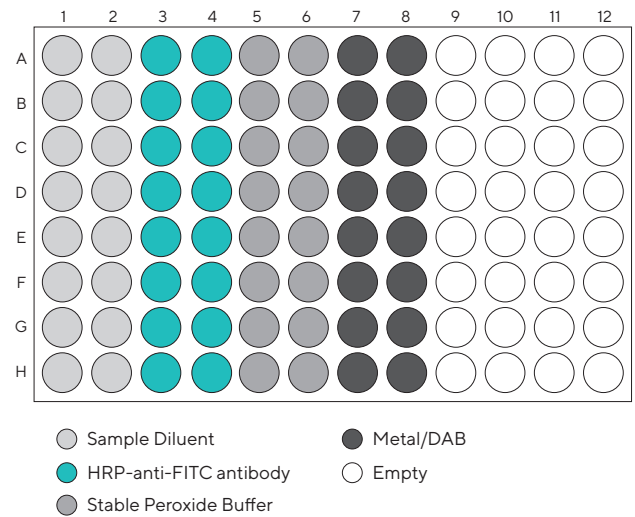 1 2 3 4 5 6 7 8 9 10 11 12
A
B
C
D
E
F
G
H
Sample Diluent
Metal/DAB
HRP-anti-FITC antibody
Empty
Stable Peroxide Buffer